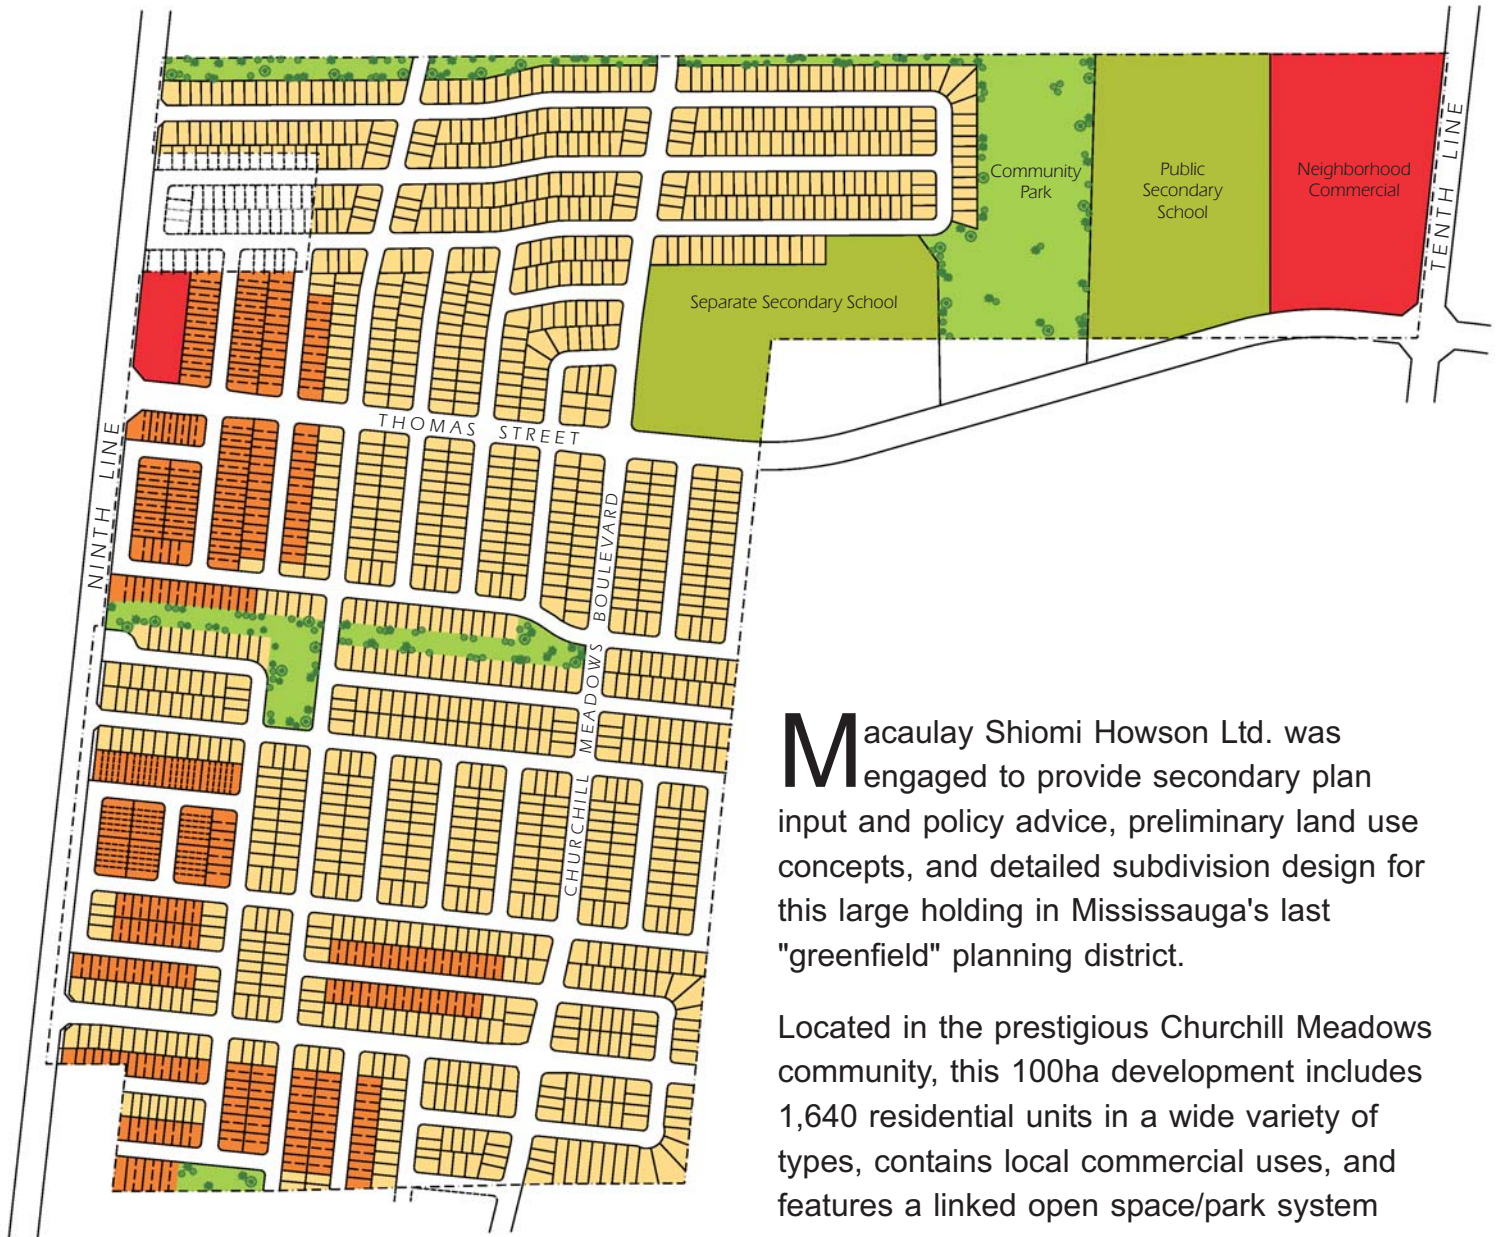 TENTH LINE
Community
Park
Public
Secondary
School
Neighborhood
Commercial
Separate Secondary School
THOMAS STREET
NINTH LINE
CHURCHILL MEADOWS BOULEVARD
Macaulay Shiomi Howson Ltd. was
engaged to provide secondary plan
input and policy advice, preliminary land use
concepts, and detailed subdivision design for
this large holding in Mississauga's last
"greenfield" planning district.
Located in the prestigious Churchill Meadows
community, this 100ha development includes
1,640 residential units in a wide variety of
types, contains local commercial uses, and
features a linked open space/park system